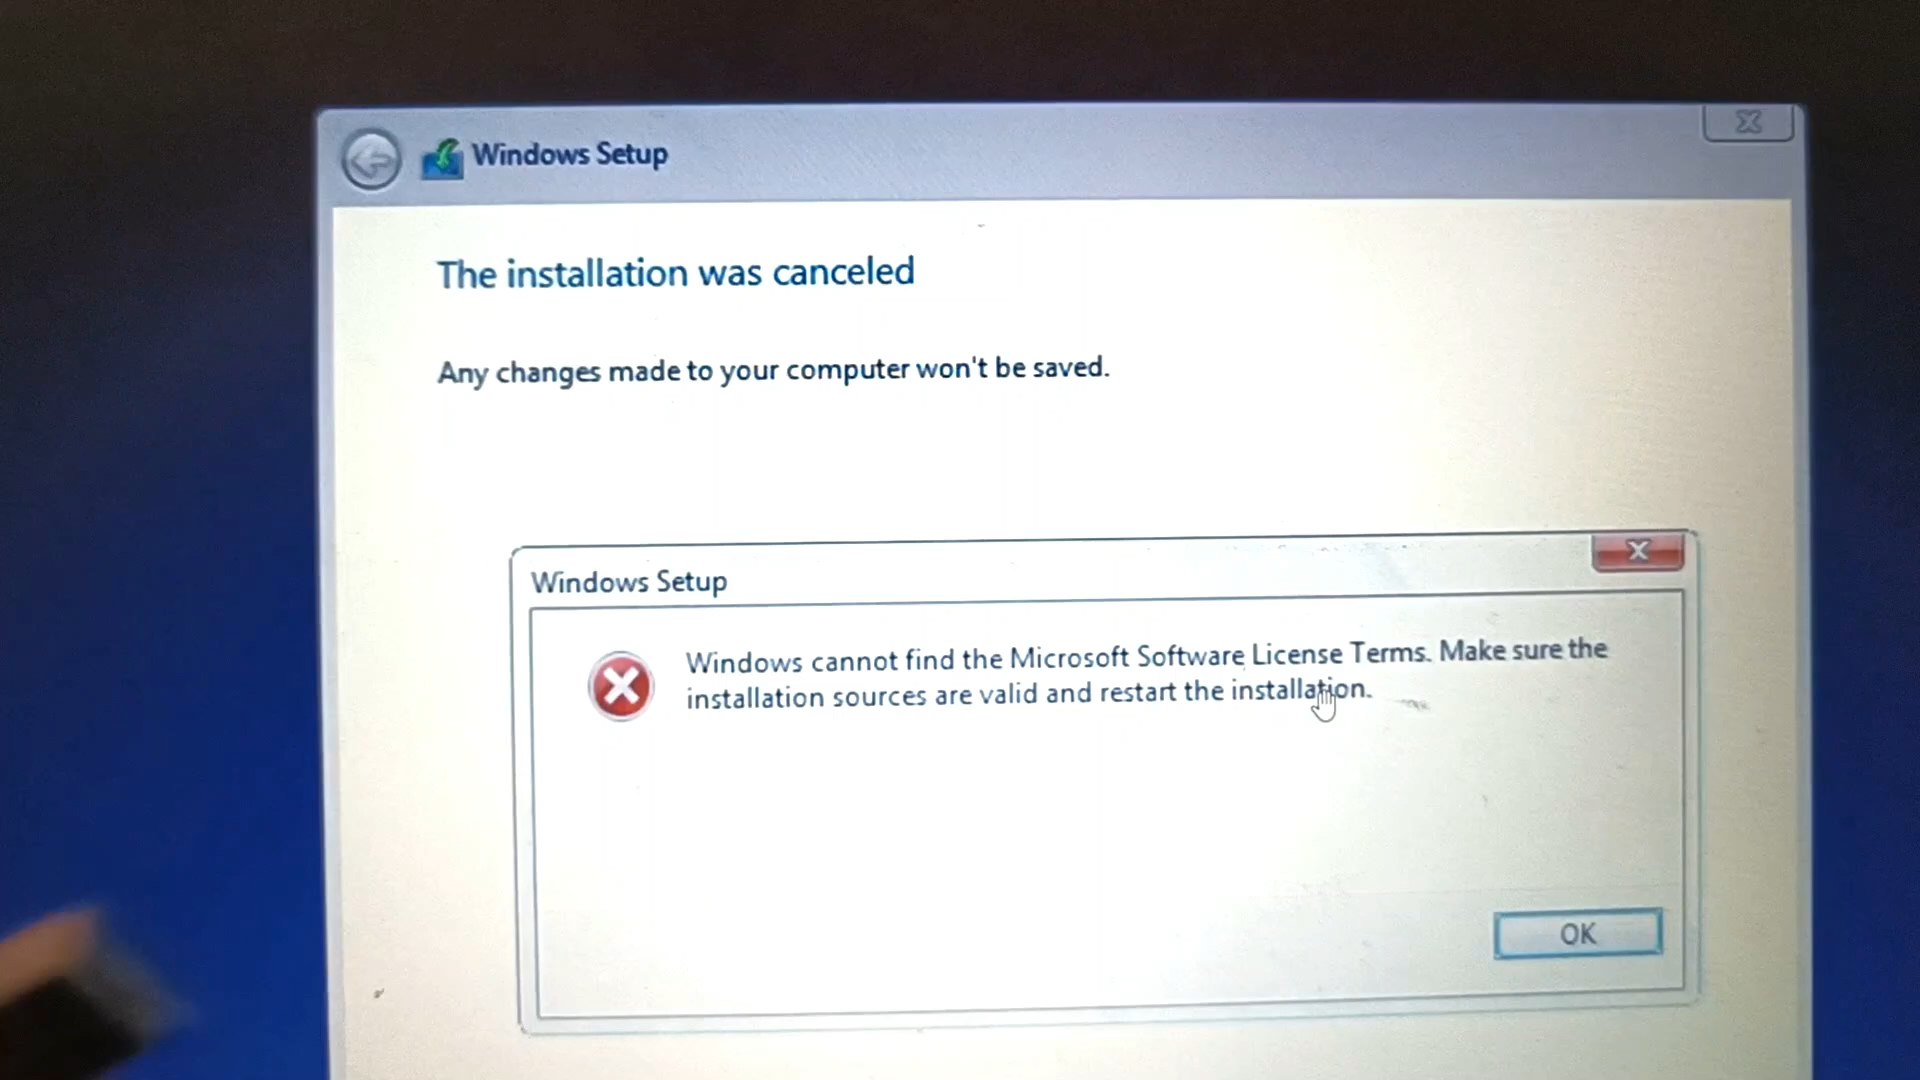 Windows Setup
The installation was canceled
Any changes made to your computer won't be saved.
Windows Setup
Windows cannot find the Microsoft Software License Terms. Make sure the
installation sources are valid and restart the installation.
OK